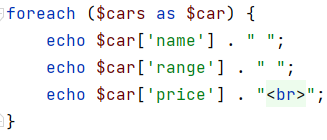 foreach ($cars as $car) {
    echo $car['name'] . " ";
    echo $car['range'] . " ";
    echo $car['price'] . "<br>";
}